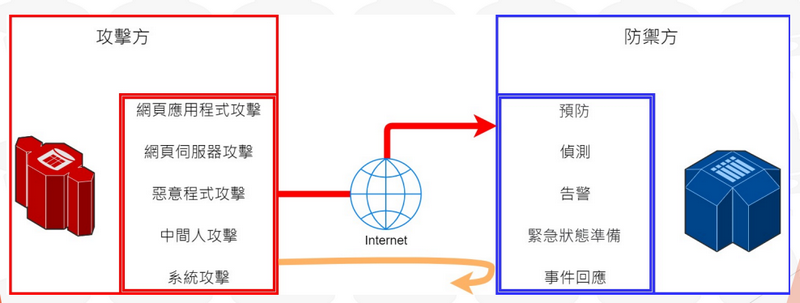 攻擊方
網頁應用程式攻擊
網頁伺服器攻擊
惡意程式攻擊
中間人攻擊
系統攻擊
Internet
防禦方
預防
偵測
告警
緊急狀態準備
事件回應